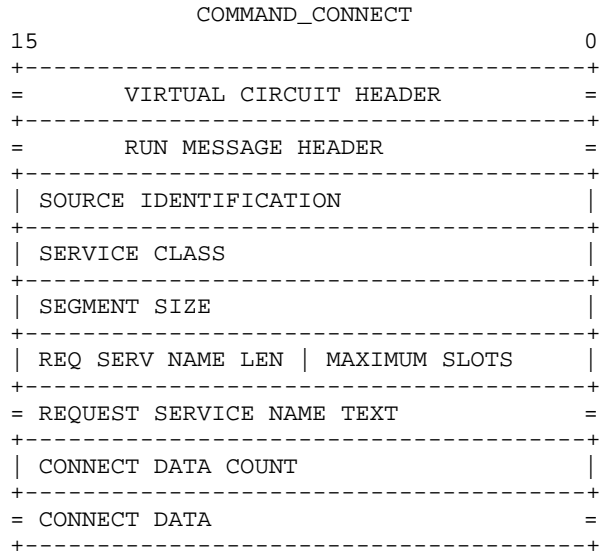 COMMAND_CONNECT
15 0
+---------------------------------------+
= VIRTUAL CIRCUIT HEADER =
+---------------------------------------+
= RUN MESSAGE HEADER =
+---------------------------------------+
| SOURCE IDENTIFICATION |
+---------------------------------------+
| SERVICE CLASS |
+---------------------------------------+
| SEGMENT SIZE |
+---------------------------------------+
| REQ SERV NAME LEN | MAXIMUM SLOTS |
+---------------------------------------+
= REQUEST SERVICE NAME TEXT =
+---------------------------------------+
| CONNECT DATA COUNT |
+---------------------------------------+
= CONNECT DATA =
+---------------------------------------+